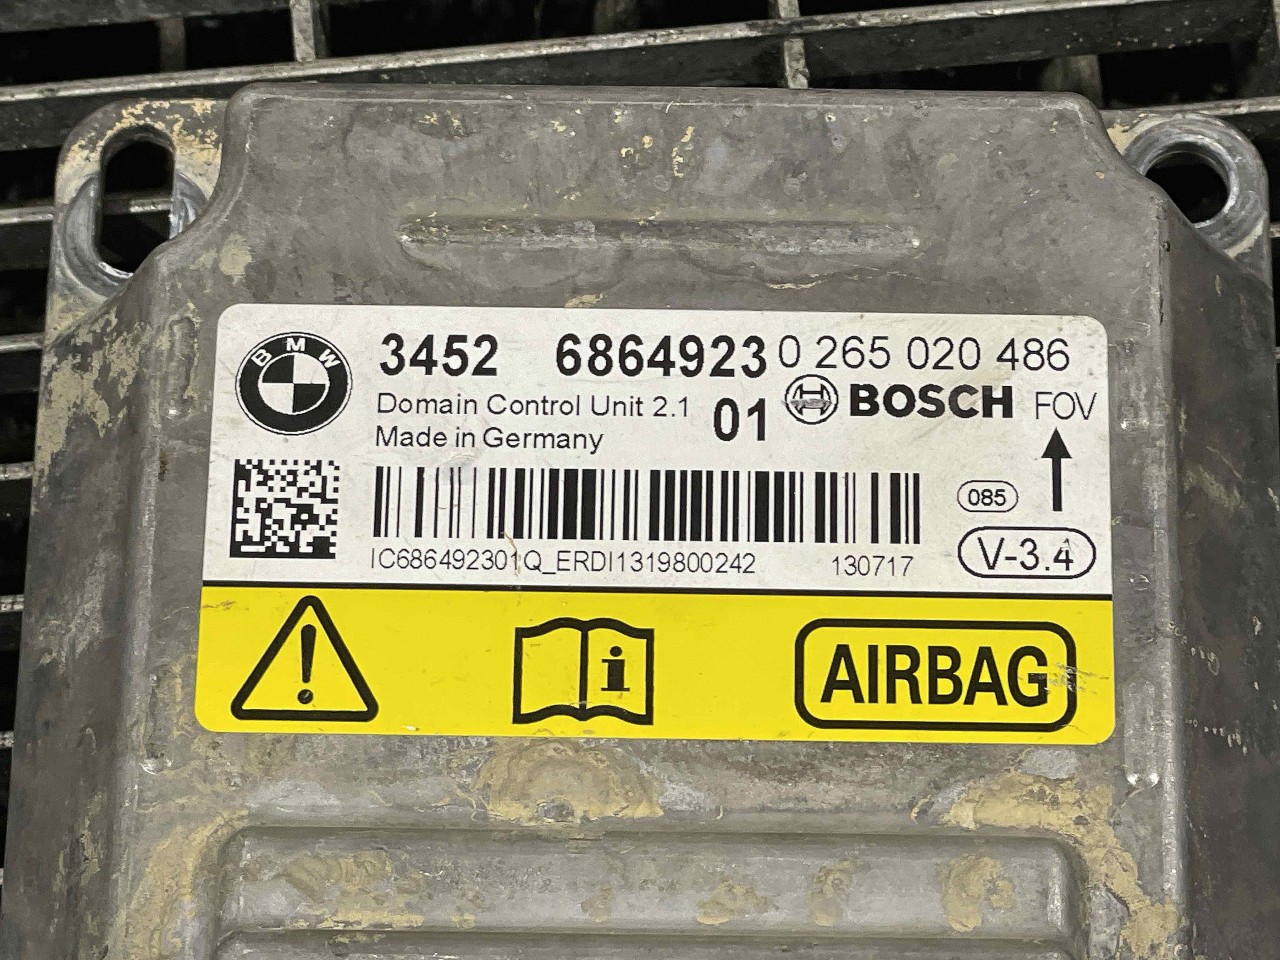 BMW
3452 6864923 0 265 020 486
Domain Control Unit 2.1 01 BOSCH FOV
Made in Germany
085
IC686492301Q_ERDI1319800242 130717 V-3.4
AIRBAG